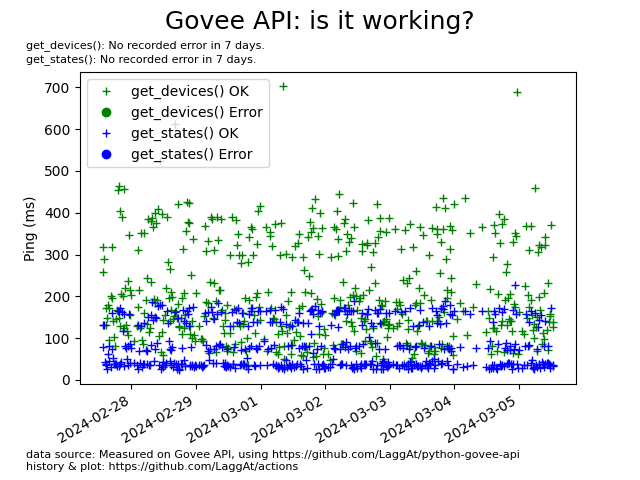 Govee API: is it working?
get_devices(): No recorded error in 7 days.
get_states(): No recorded error in 7 days.
get_devices() OK
get_devices() Error
get_states() OK
get_states() Error
700
600
500
400
300
200
100
0
Ping (ms)
2024-02-28
2024-02-29
2024-03-01
2024-03-02
2024-03-03
2024-03-04
2024-03-05
data source: Measured on Govee API, using https://github.com/LaggAt/python-govee-api
history & plot: https://github.com/LaggAt/actions